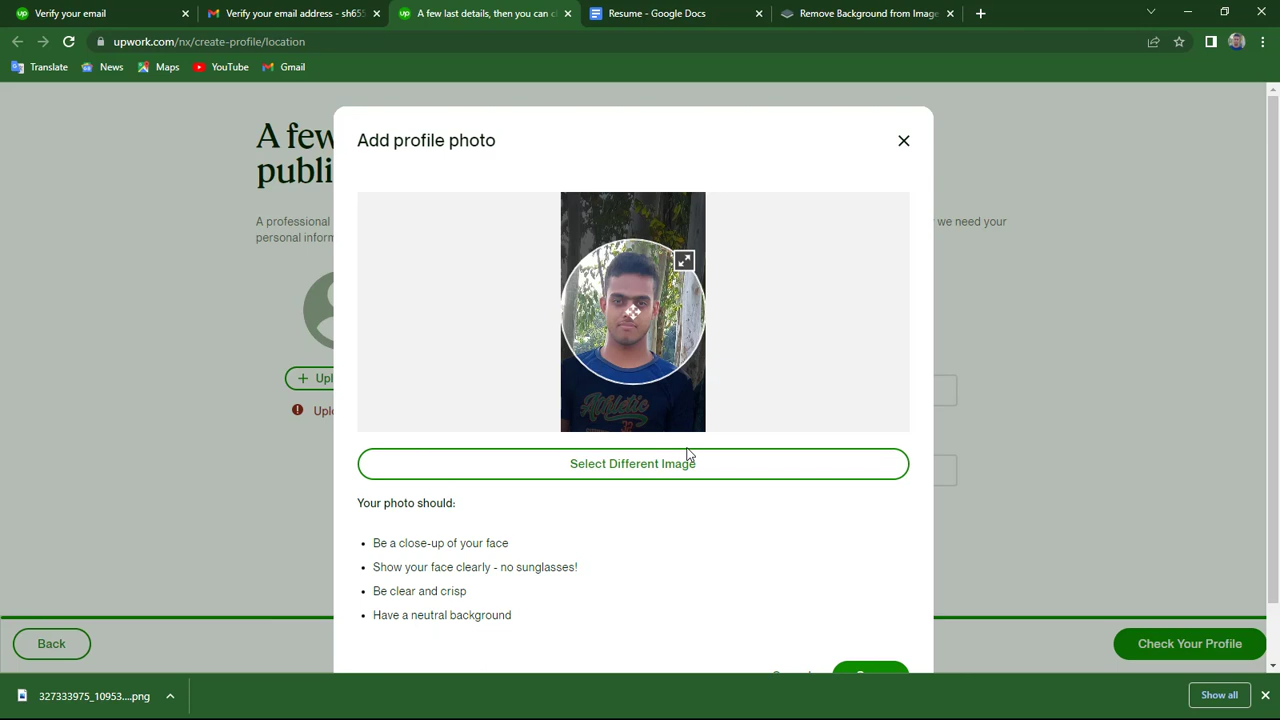 Verify your email
Verify your email address - sh655
A few last details, then you can c
Resume - Google Docs
Remove Background from Image
upwork.com/nx/create-profile/location
Translate
News
Maps
YouTube
Gmail
A few
publi
Add profile photo
A professional
we need your
personal inform
+ Upl
Uplo
Athletic
32
Select Different Image
Your photo should:
• Be a close-up of your face
• Show your face clearly - no sunglasses!
• Be clear and crisp
• Have a neutral background
Back
Check Your Profile
327333975_10953....png
Show all